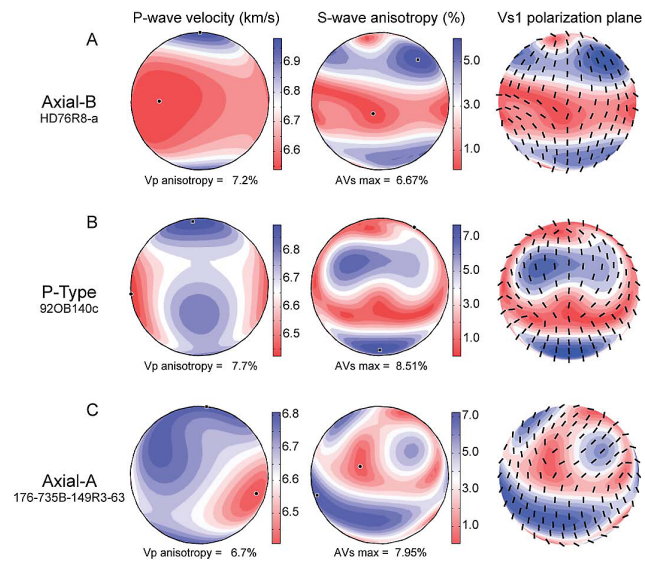 P-wave velocity (km/s) S-wave anisotropy (%) Vs1 polarization plane
A
Axial-B
HD76R8-a
6.9
6.8
6.7
6.6
5.0
3.0
1.0
Vp anisotropy = 7.2% AVs max = 6.67%
B
P-Type
92OB140c
6.8
6.7
6.6
6.5
7.0
5.0
3.0
1.0
Vp anisotropy = 7.7% AVs max = 8.51%
C
Axial-A
176-735B-149R3-63
6.8
6.7
6.6
6.5
7.0
5.0
3.0
1.0
Vp anisotropy = 6.7% AVs max = 7.95%